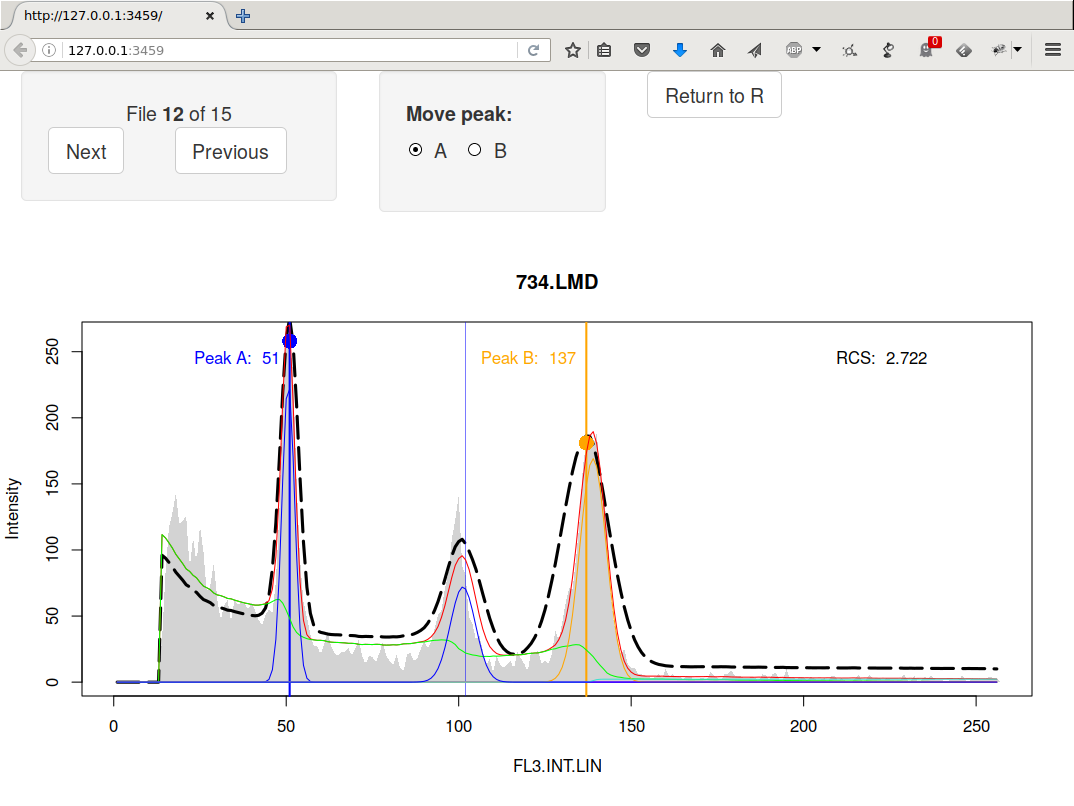 http://127.0.0.1:3459/
127.0.0.1:3459
ABP
0
File 12 of 15
Next
Previous
Move peak:
A
B
Return to R
734.LMD
Peak A: 51
Peak B: 137
RCS: 2.722
Intensity
250
200
150
100
50
0
0 50 100 150 200 250
FL3.INT.LIN